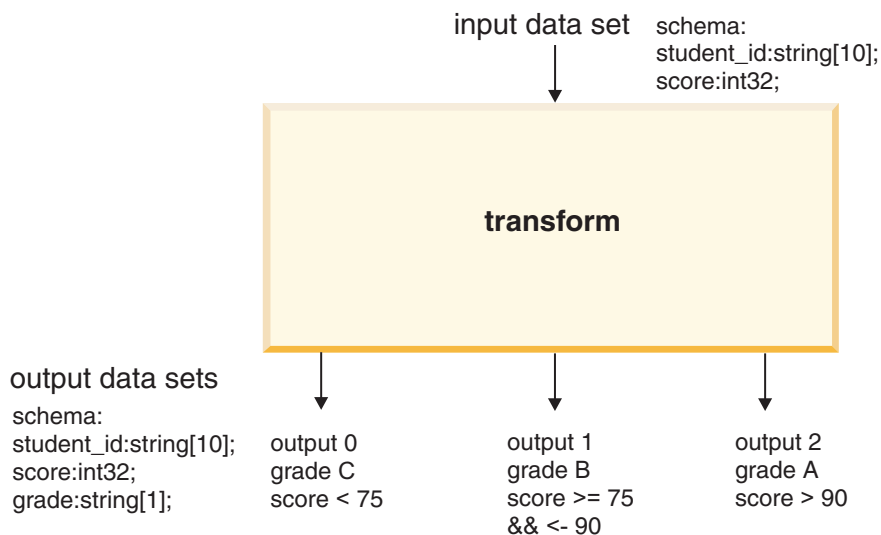 input data set
schema:
student_id:string[10];
score:int32;
transform
output data sets
schema:
student_id:string[10];
score:int32;
grade:string[1];
output 0
grade C
score < 75
output 1
grade B
score >= 75
&& <- 90
output 2
grade A
score > 90